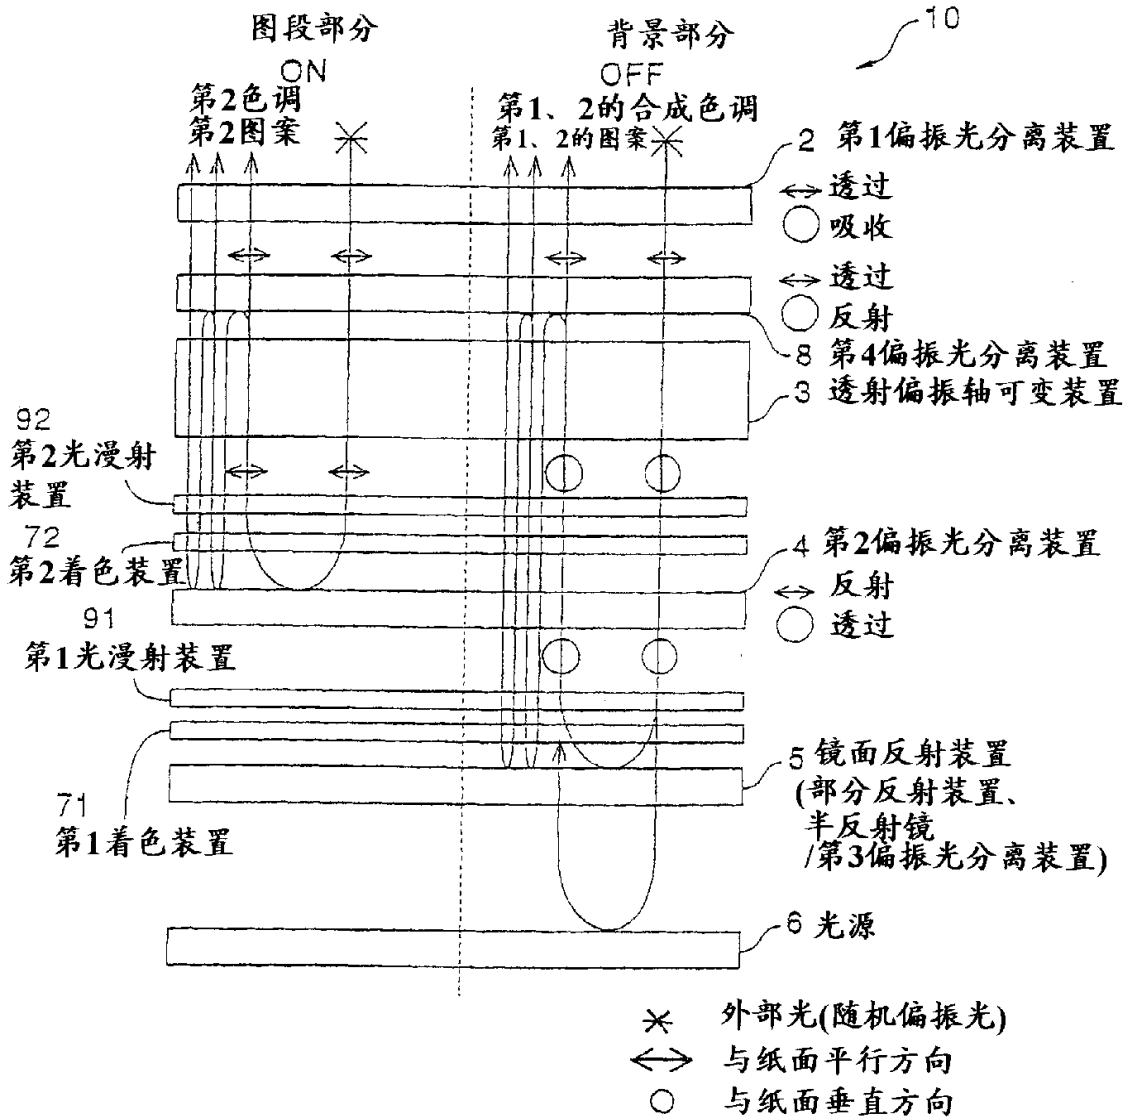 10
图段部分
ON
背景部分
OFF
第2色调
第2图案
第1、2的合成色调
第1、2的图案
2 第1偏振光分离装置
透过
吸收
透过
反射
8 第4偏振光分离装置
3 透射偏振轴可变装置
92
第2光漫射
装置
72
第2着色装置
4 第2偏振光分离装置
反射
透过
91
第1光漫射装置
5 镜面反射装置
(部分反射装置、
半反射镜
/第3偏振光分离装置)
71
第1着色装置
6 光源
外部光(随机偏振光)
与纸面平行方向
与纸面垂直方向